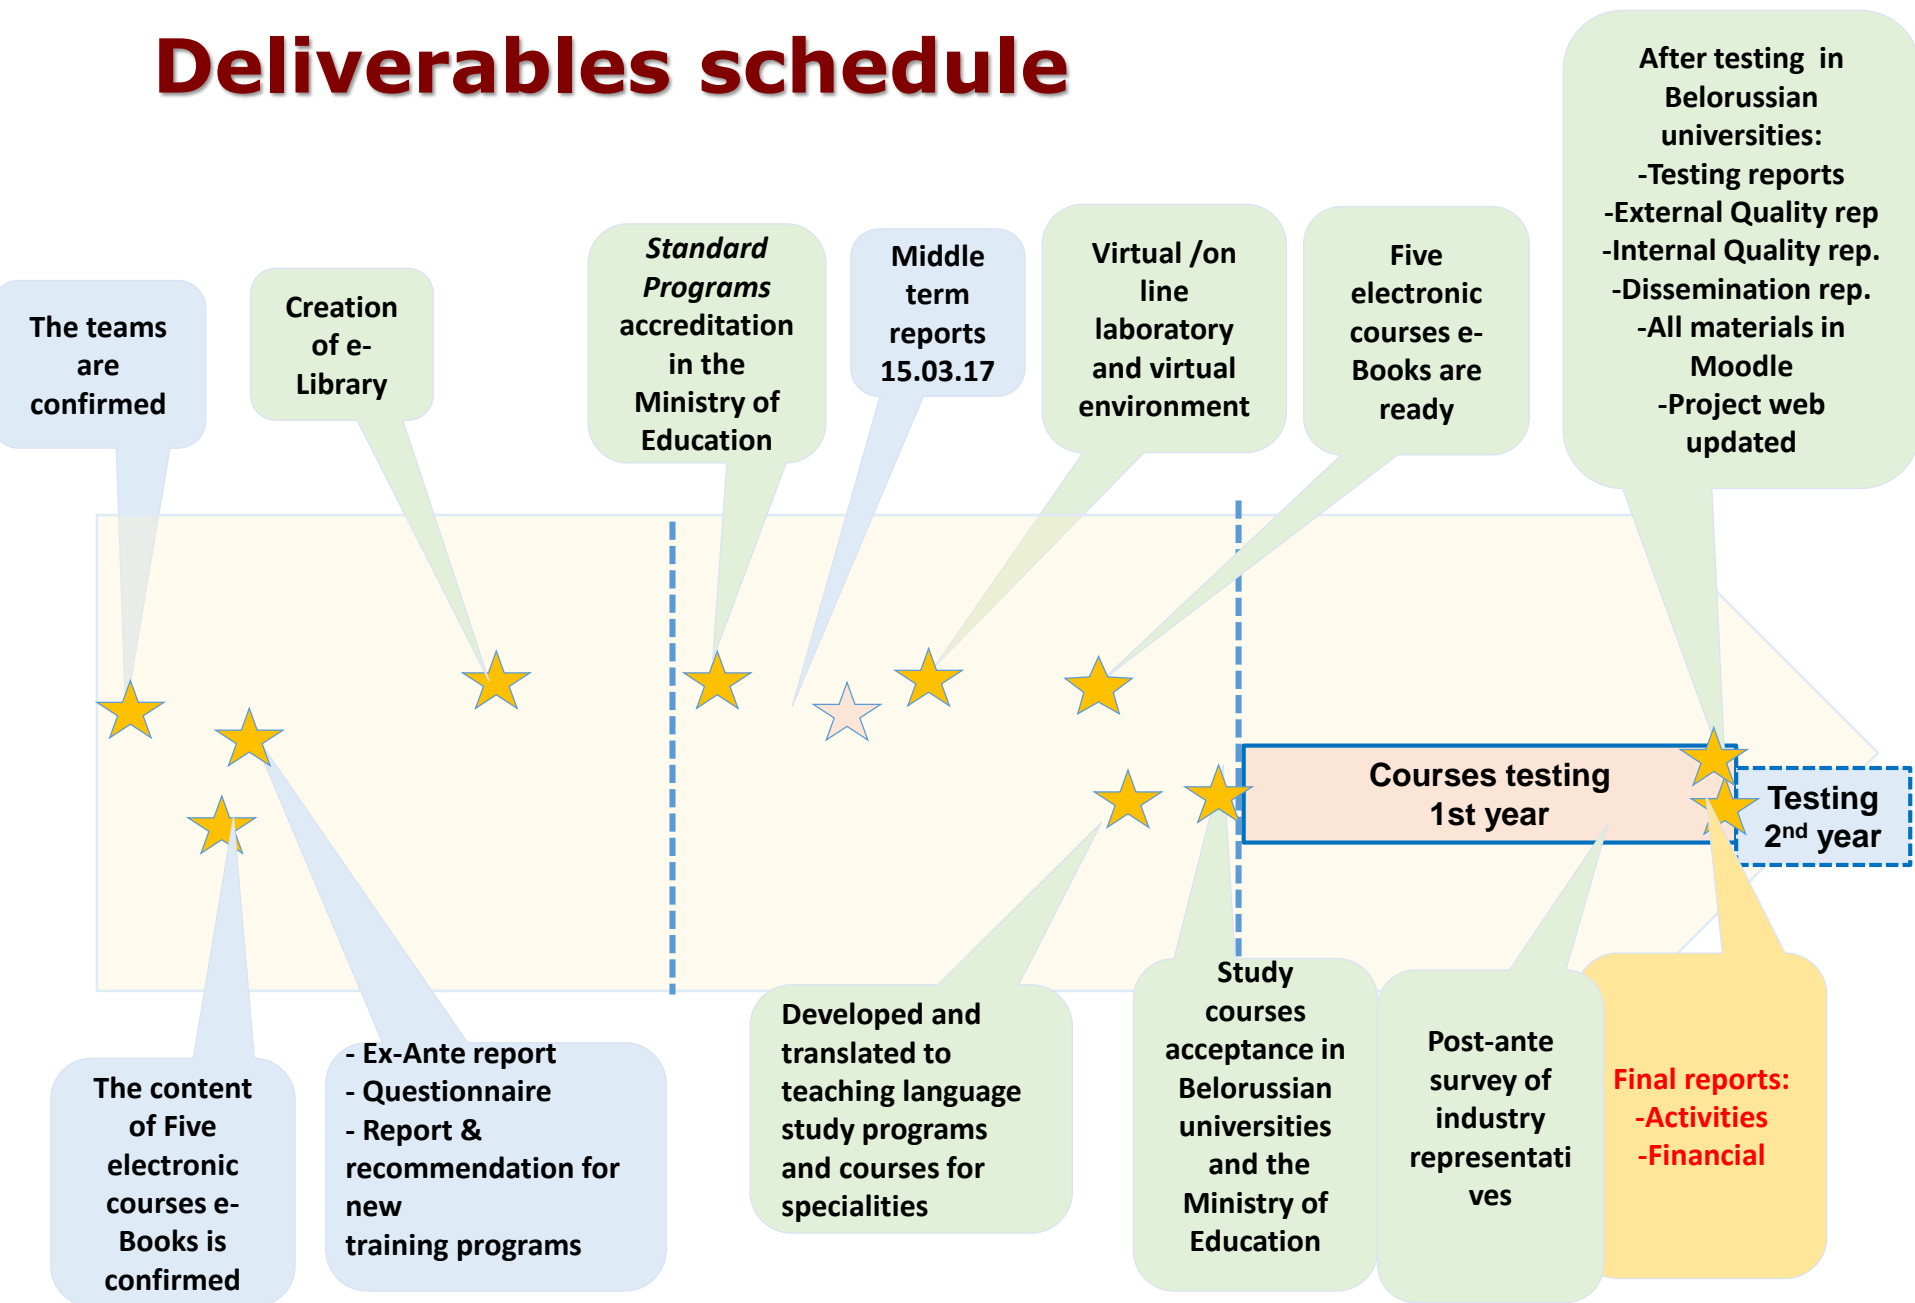 Deliverables schedule
The teams
are
confirmed
Creation
of e-
Library
Standard
Programs
accreditation
in the
Ministry of
Education
Middle
term
reports
15.03.17
Virtual /on
line
laboratory
and virtual
environment
Five
electronic
courses e-
Books are
ready
After testing  in
Belorussian
universities:
-Testing reports
-External Quality rep
-Internal Quality rep.
-Dissemination rep.
-All materials in
Moodle
-Project web
updated
Courses testing
1st year
Testing
2nd year
The content
of Five
electronic
courses e-
Books is
confirmed
- Ex-Ante report
- Questionnaire
- Report &
recommendation for
new
training programs
Developed and
translated to
teaching language
study programs
and courses for
specialities
Study
courses
acceptance in
Belorussian
universities
and the
Ministry of
Education
Post-ante
survey of
industry
representati
ves
Final reports:
-Activities
-Financial